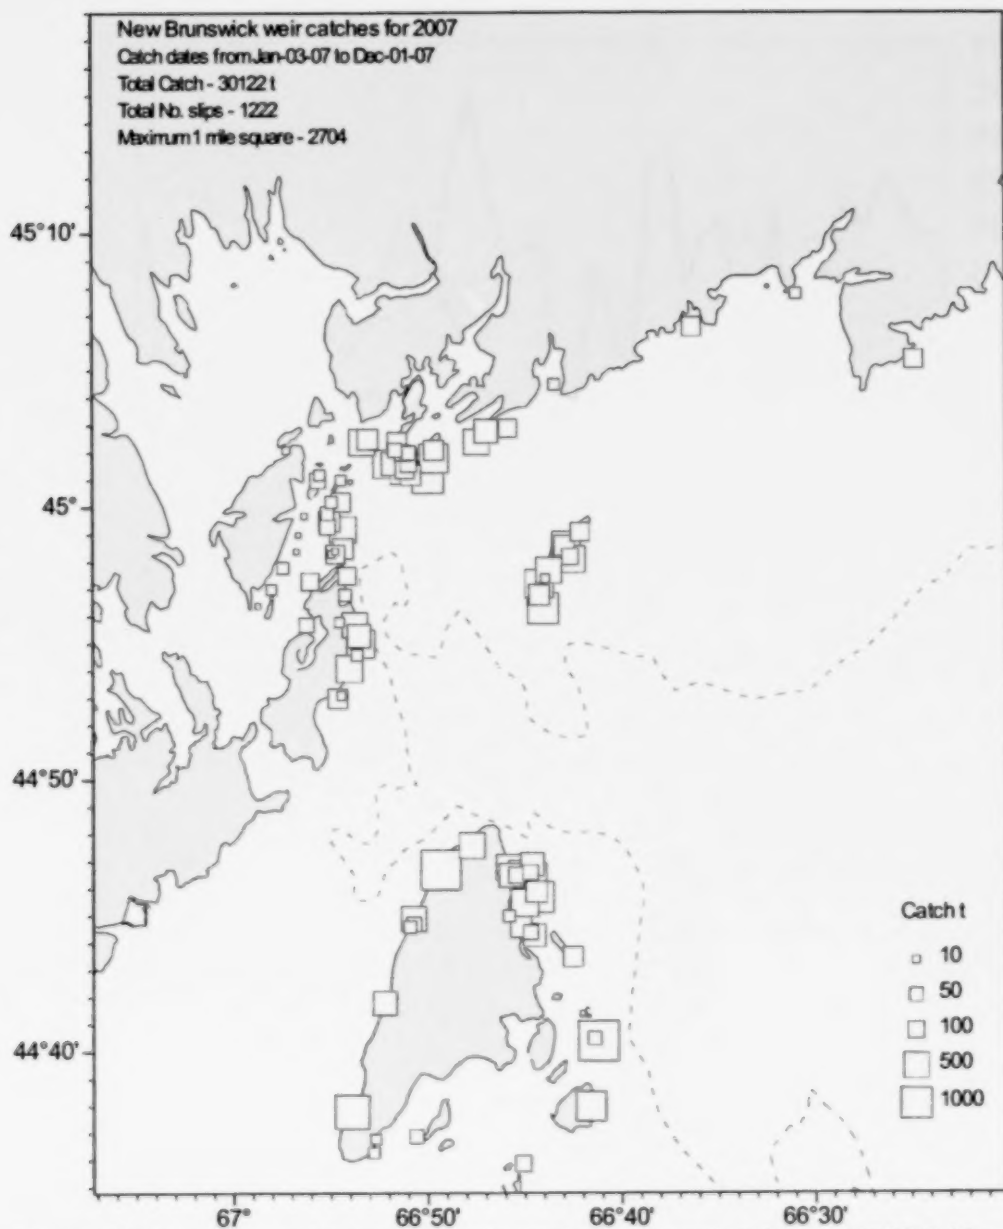 New Brunswick weir catches for 2007
Catch dates from Jan-03-07 to Dec-01-07
Total Catch - 30122 t
Total No. slips - 1222
Maximum 1 mile square - 2704
45°10'
45°
44°50'
44°40'
Catch t
10
50
100
500
1000
67°
66°50'
66°40'
66°30'